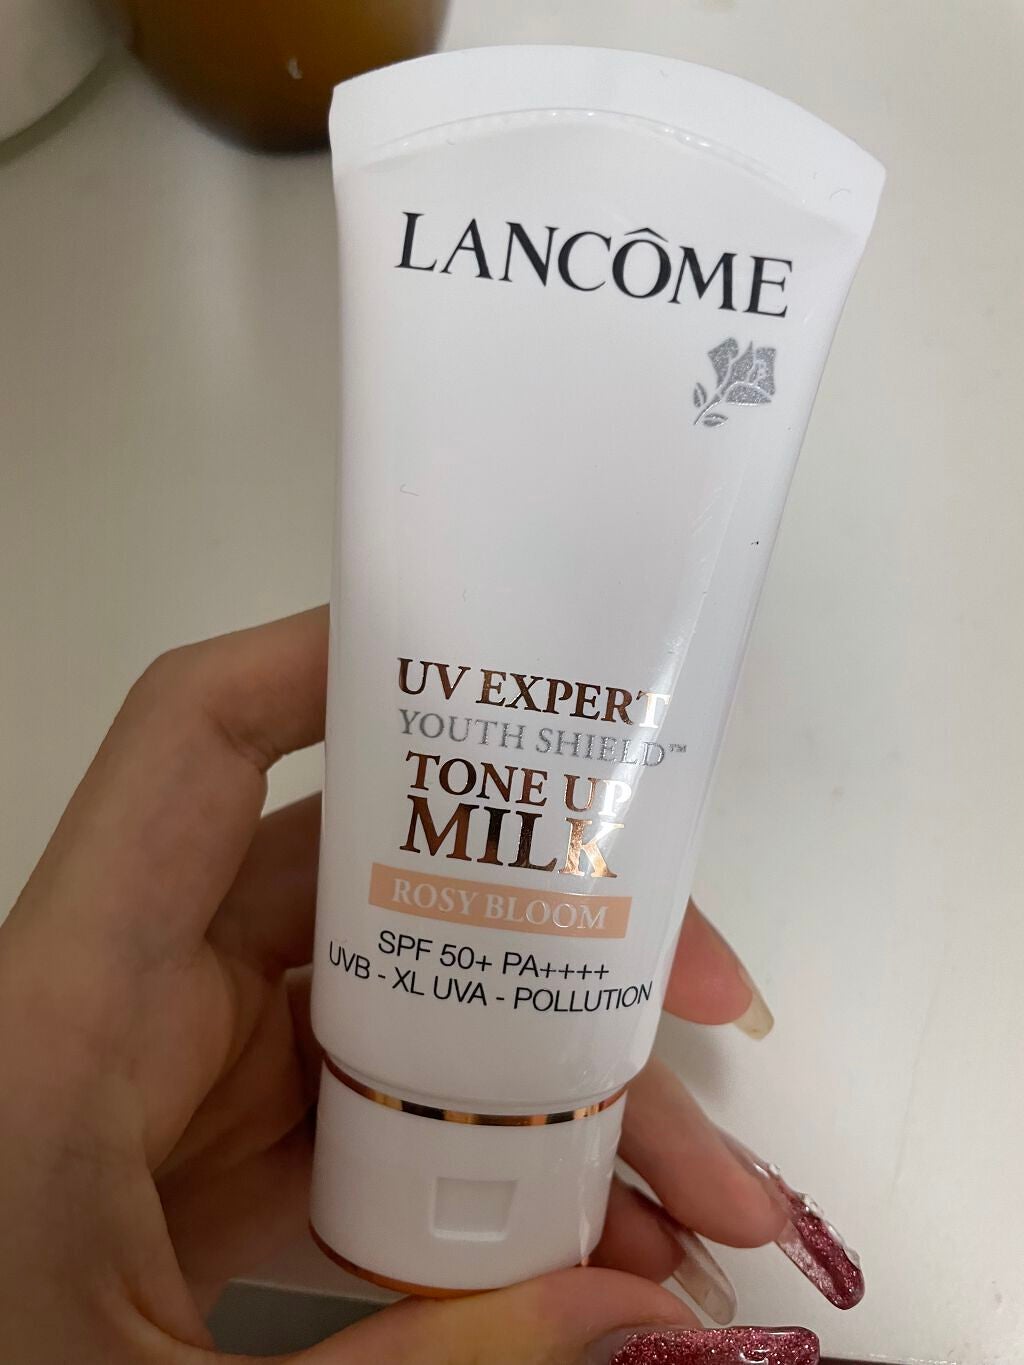 LANCÔME
UV EXPERT
YOUTH SHIELD™
TONE UP
MILK
ROSY BLOOM
SPF 50+ PA++++
UVB - XL UVA - POLLUTION